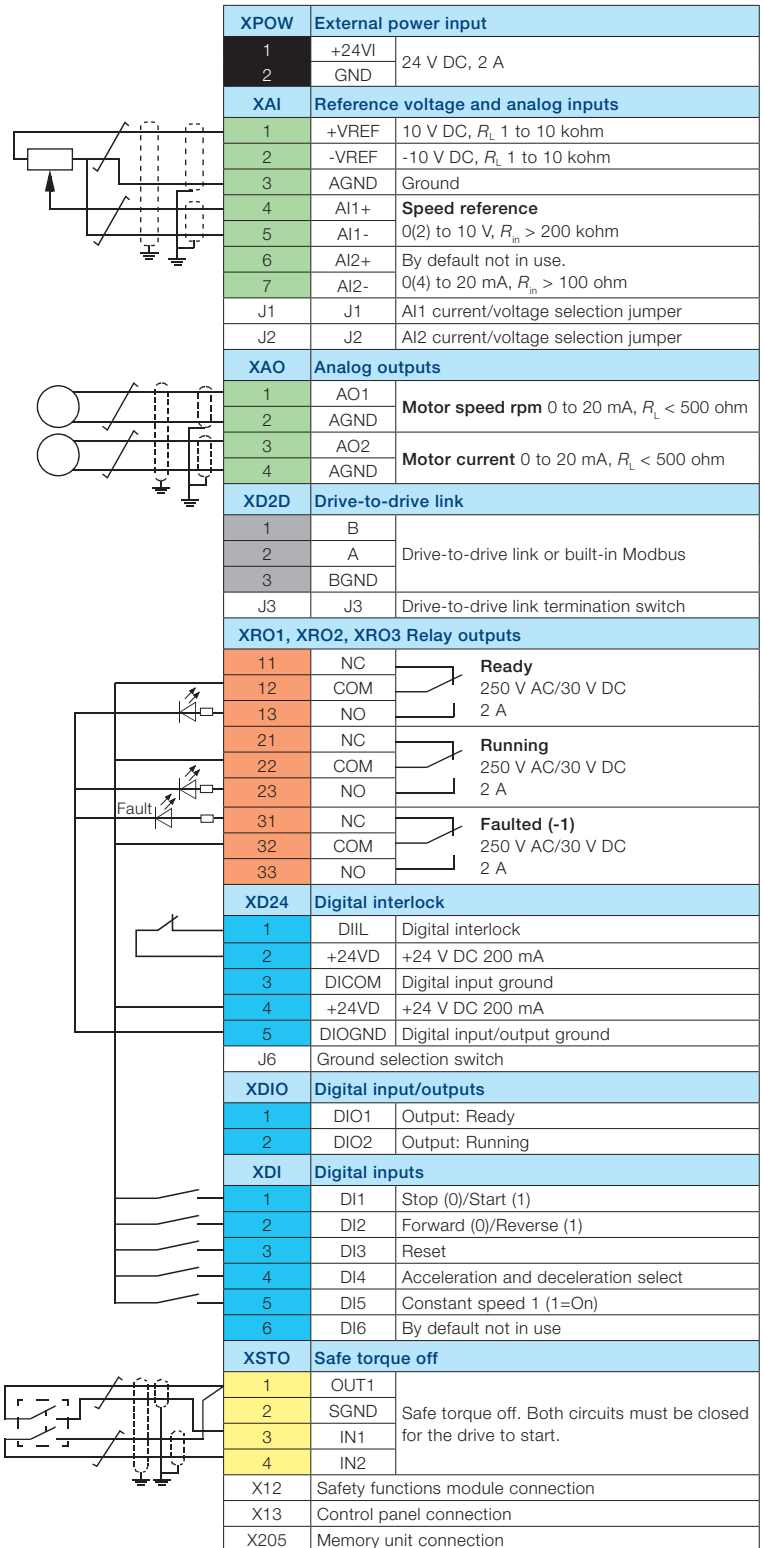 XPOW External power input
1 +24VI 24 V DC, 2 A
2 GND
XAI Reference voltage and analog inputs
1 +VREF 10 V DC, RL 1 to 10 kohm
2 -VREF -10 V DC, RL 1 to 10 kohm
3 AGND Ground
4 AI1+ Speed reference
5 AI1- 0(2) to 10 V, Rin > 200 kohm
6 AI2+ By default not in use.
7 AI2- 0(4) to 20 mA, Rin > 100 ohm
J1 J1 AI1 current/voltage selection jumper
J2 J2 AI2 current/voltage selection jumper
XAO Analog outputs
1 AO1 Motor speed rpm 0 to 20 mA, RL < 500 ohm
2 AGND
3 AO2 Motor current 0 to 20 mA, RL < 500 ohm
4 AGND
XD2D Drive-to-drive link
1 B
2 A Drive-to-drive link or built-in Modbus
3 BGND
J3 J3 Drive-to-drive link termination switch
XRO1, XRO2, XRO3 Relay outputs
11 NC Ready
12 COM 250 V AC/30 V DC
13 NO 2 A
21 NC Running
22 COM 250 V AC/30 V DC
23 NO 2 A
Fault 31 NC Faulted (-1)
32 COM 250 V AC/30 V DC
33 NO 2 A
XD24 Digital interlock
1 DIIL Digital interlock
2 +24VD +24 V DC 200 mA
3 DICOM Digital input ground
4 +24VD +24 V DC 200 mA
5 DIOGND Digital input/output ground
J6 Ground selection switch
XDIO Digital input/outputs
1 DIO1 Output: Ready
2 DIO2 Output: Running
XDI Digital inputs
1 DI1 Stop (0)/Start (1)
2 DI2 Forward (0)/Reverse (1)
3 DI3 Reset
4 DI4 Acceleration and deceleration select
5 DI5 Constant speed 1 (1=On)
6 DI6 By default not in use
XSTO Safe torque off
1 OUT1
2 SGND Safe torque off. Both circuits must be closed
3 IN1 for the drive to start.
4 IN2
X12 Safety functions module connection
X13 Control panel connection
X205 Memory unit connection